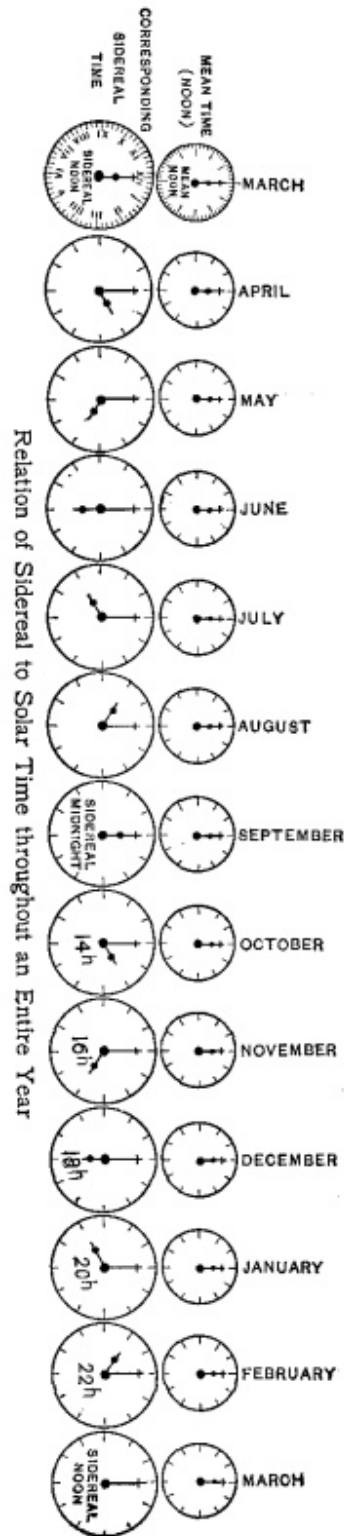 CORRESPONDING
SIDEREAL
TIME
MEAN TIME
(NOON)
SIDEREAL
NOON
MEAN
NOON
MARCH
APRIL
MAY
JUNE
JULY
AUGUST
SIDEREAL
MIDNIGHT
SEPTEMBER
14h
OCTOBER
16h
NOVEMBER
18h
DECEMBER
20h
JANUARY
22h
FEBRUARY
SIDEREAL
NOON
MARCH
Relation of Sidereal to Solar Time throughout an Entire Year